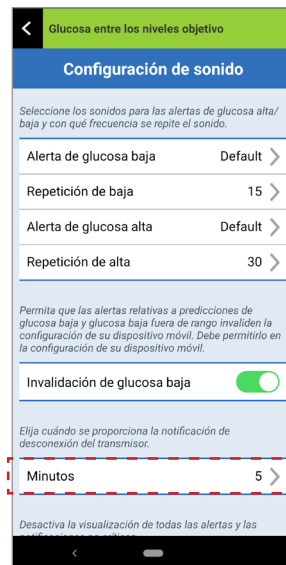 Glucosa entre los niveles objetivo
Configuración de sonido
Seleccione los sonidos para las alertas de glucosa alta/
baja y con qué frecuencia se repite el sonido.
Alerta de glucosa baja Default
Repetición de baja 15
Alerta de glucosa alta Default
Repetición de alta 30
Permita que las alertas relativas a predicciones de
glucosa baja y glucosa baja fuera de rango invaliden la
configuración de su dispositivo móvil. Debe permitirlo en
la configuración de su dispositivo móvil.
Invalidación de glucosa baja
Elija cuándo se proporciona la notificación de
desconexión del transmisor.
Minutos 5
Desactiva la visualización de todas las alertas y las